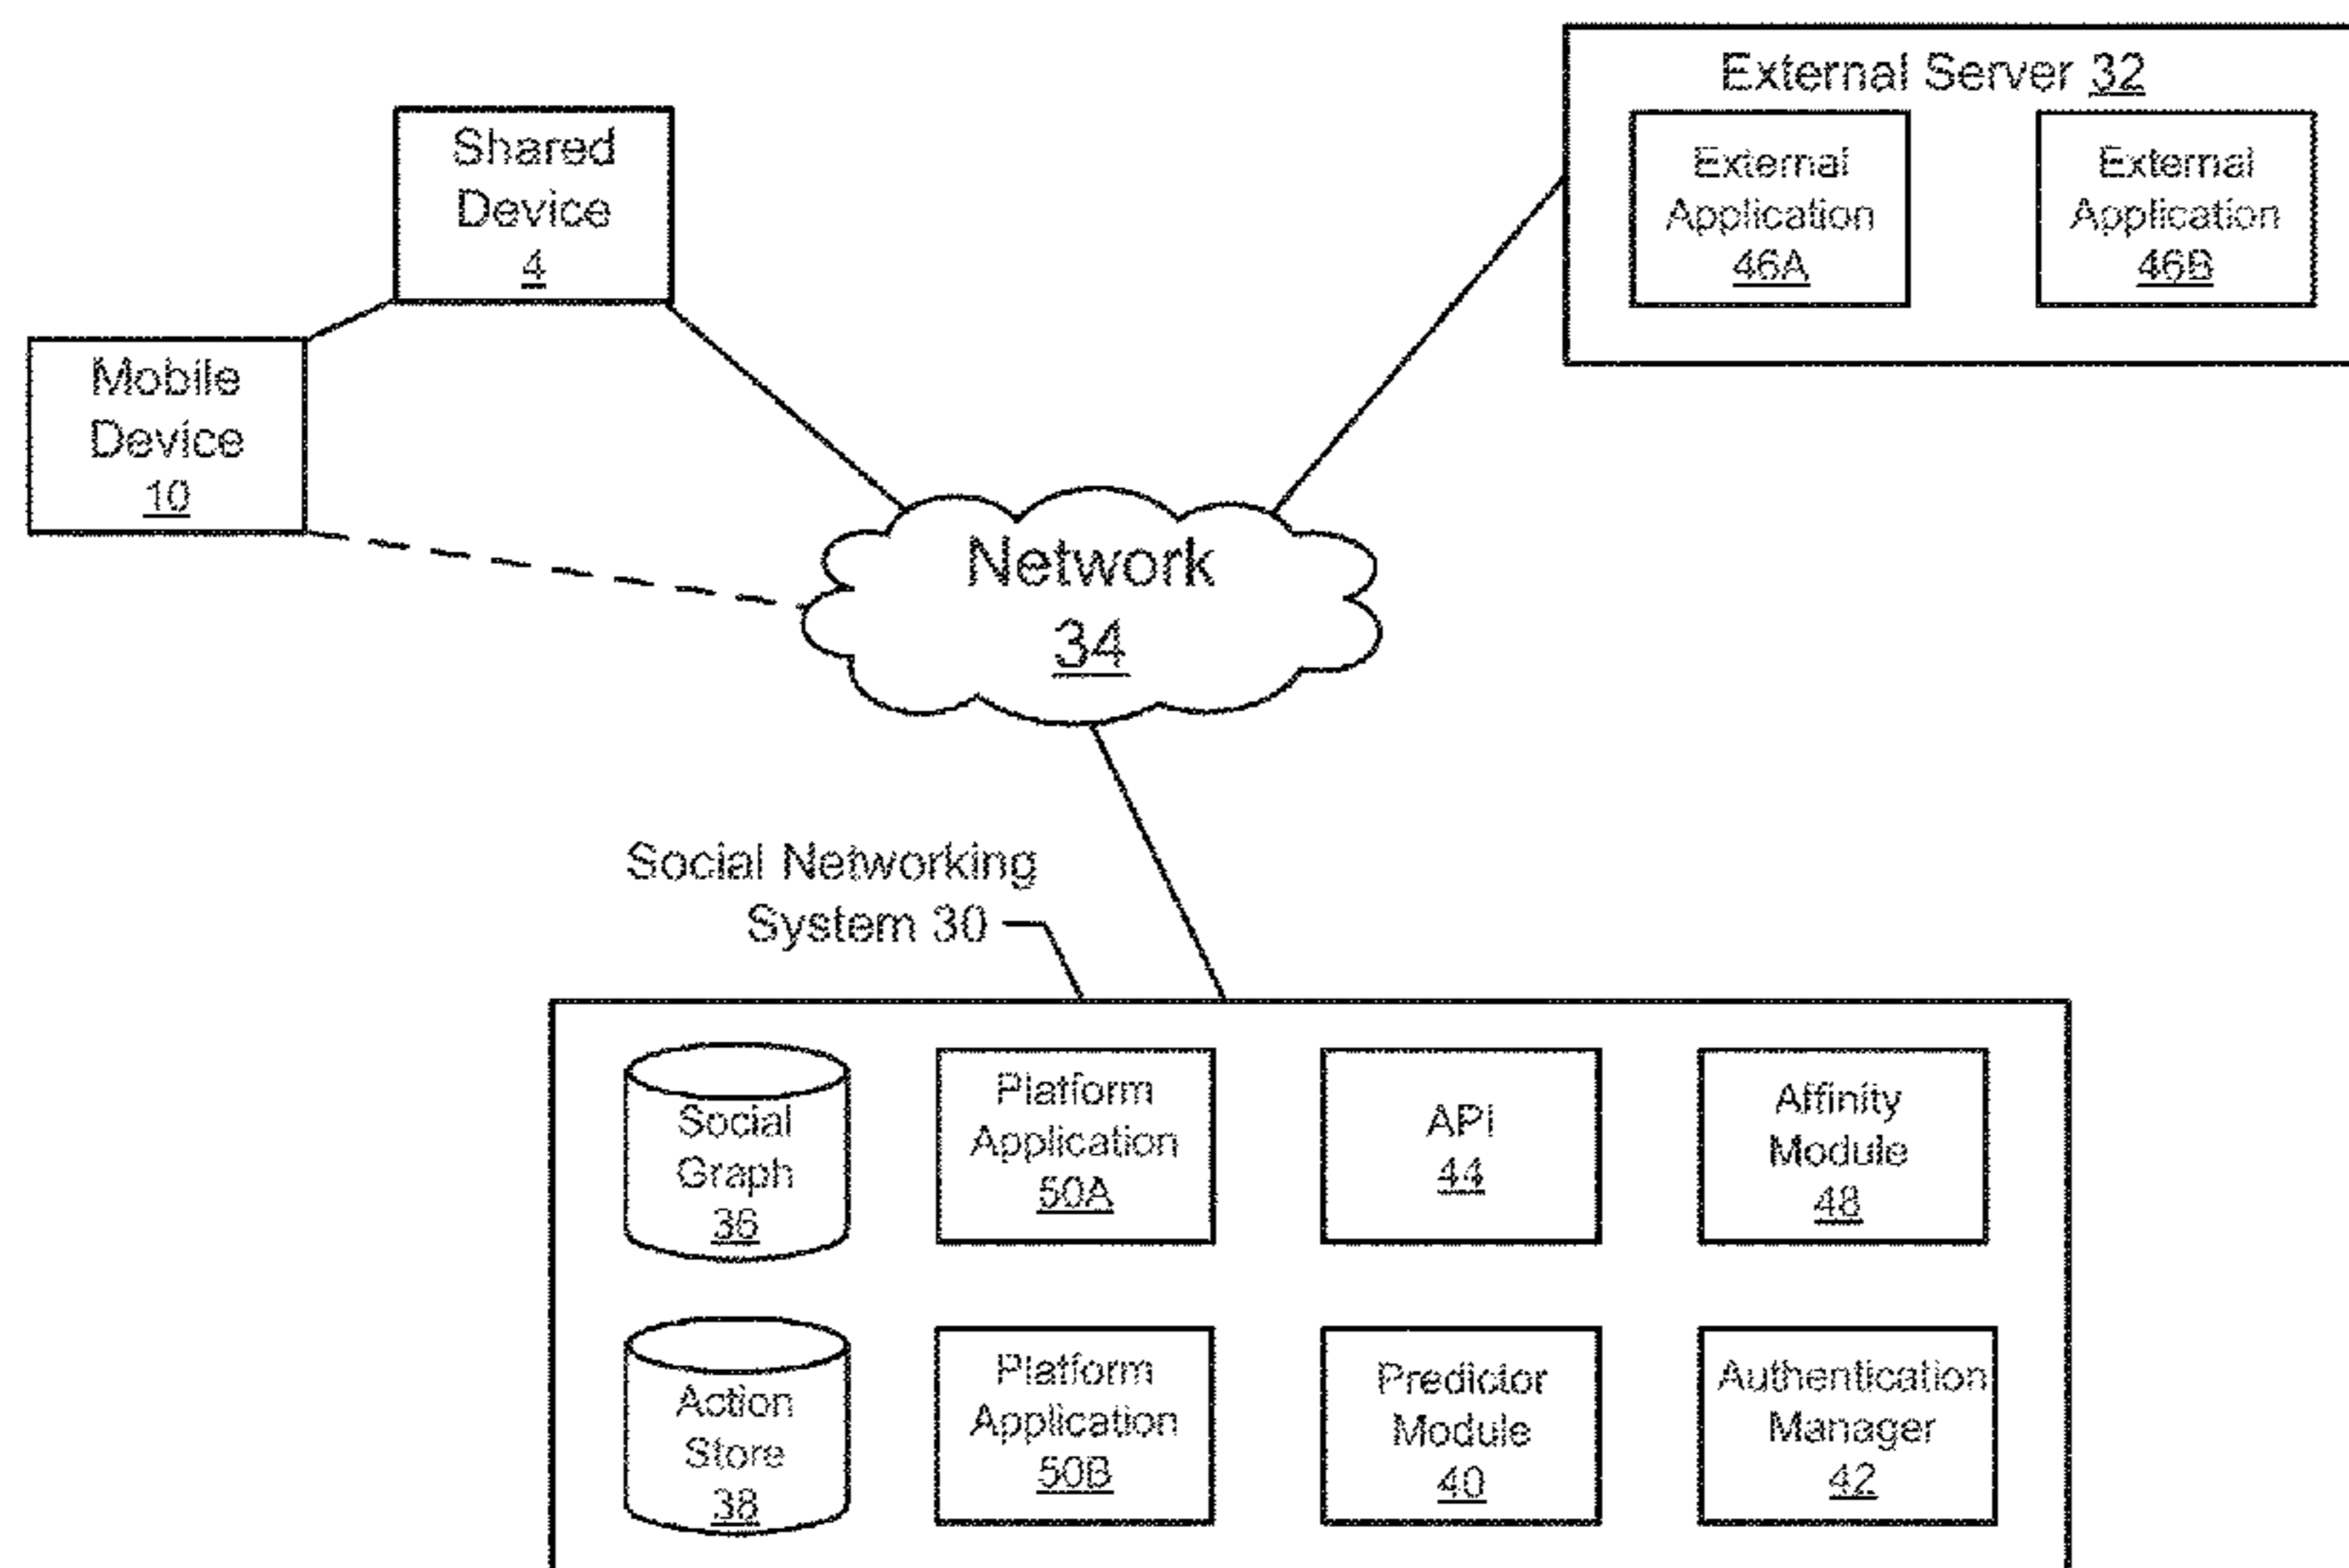 External Server 32
Shared
Device
4
External
Application
46A
External
Application
46B
Mobile
Device
10
Network
34
Social Networking
System 30
Social
Graph
36
Platform
Application
50A
API
44
Affinity
Module
48
Action
Store
38
Platform
Application
50B
Predictor
Module
40
Authentication
Manager
42